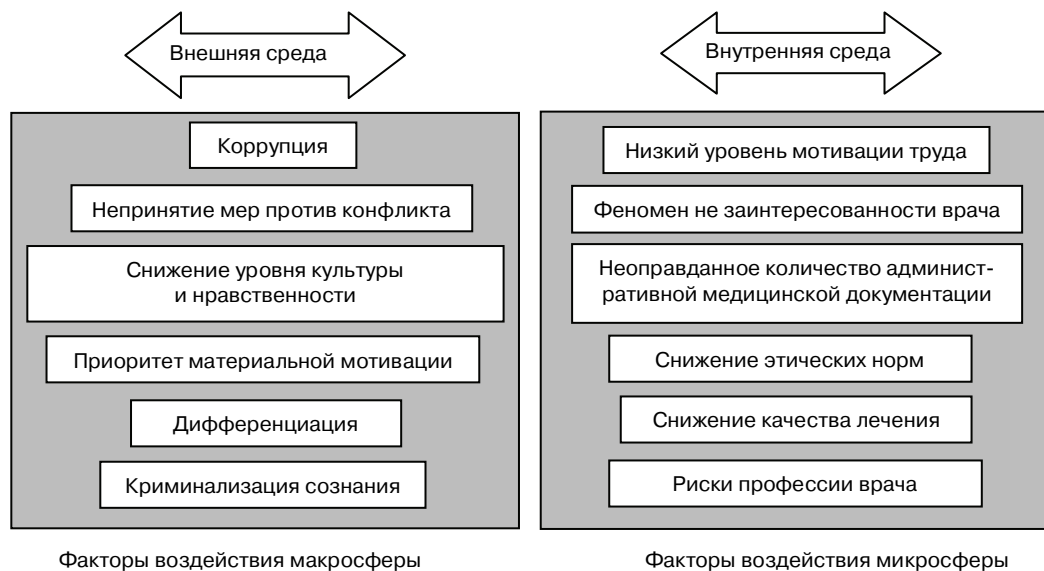 Внешняя среда
Коррупция
Непринятие мер против конфликта
Снижение уровня культуры
и нравственности
Приоритет материальной мотивации
Дифференциация
Криминализация сознания
Факторы воздействия макросферы
Внутренняя среда
Низкий уровень мотивации труда
Феномен не заинтересованности врача
Неоправданное количество админист-
ративной медицинской документации
Снижение этических норм
Снижение качества лечения
Риски профессии врача
Факторы воздействия микросферы